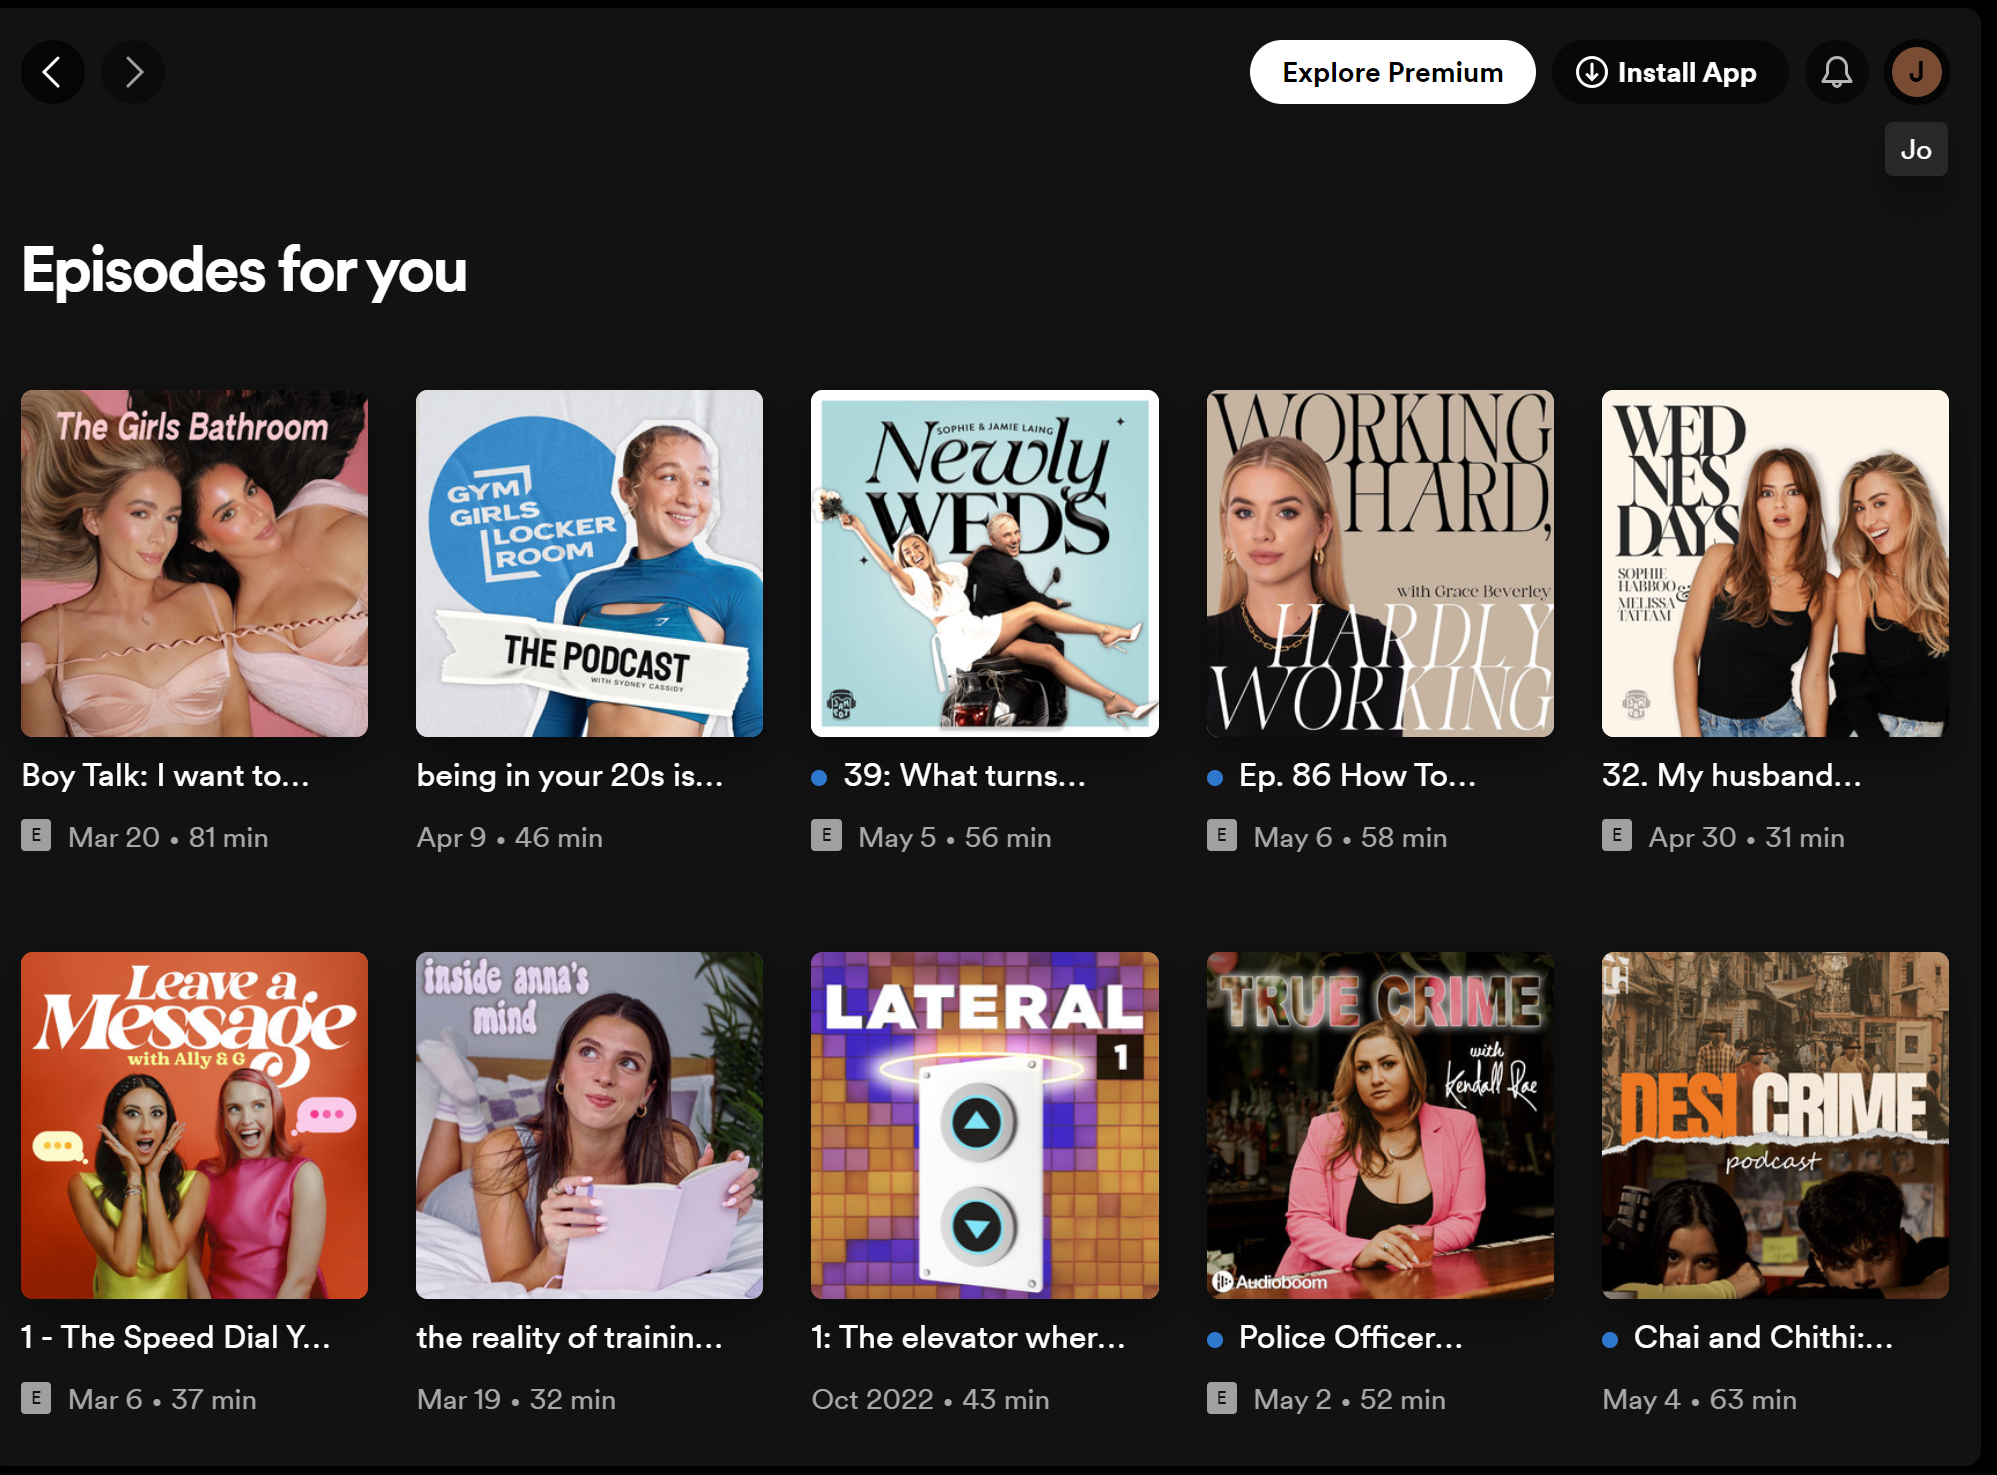 Explore Premium
Install App
J
Jo
Episodes for you
The Girls Bathroom
Boy Talk: I want to...
E Mar 20 • 81 min
GYM
GIRLS
LOCKER
ROOM
THE PODCAST
WITH SYDNEY CASSIDY
being in your 20s is...
Apr 9 • 46 min
SOPHIE & JAMIE LAING
Newly
WEDS
JAM
POT
39: What turns...
E May 5 • 56 min
WORKING
HARD,
with Grace Beverley
HARDLY
WORKING
Ep. 86 How To...
E May 6 • 58 min
WED
NES
DAYS
SOPHIE
HABBOO &
MELISSA
TATTAM
32. My husband...
E Apr 30 • 31 min
Leave a
Message
with Ally & G
1 - The Speed Dial Y...
E Mar 6 • 37 min
inside anna's
mind
the reality of trainin...
Mar 19 • 32 min
LATERAL
1
1: The elevator wher...
Oct 2022 • 43 min
TRUE CRIME
with
Kendall Rae
Audioboom
Police Officer...
E May 2 • 52 min
DESI CRIME
podcast
Chai and Chithi:...
May 4 • 63 min